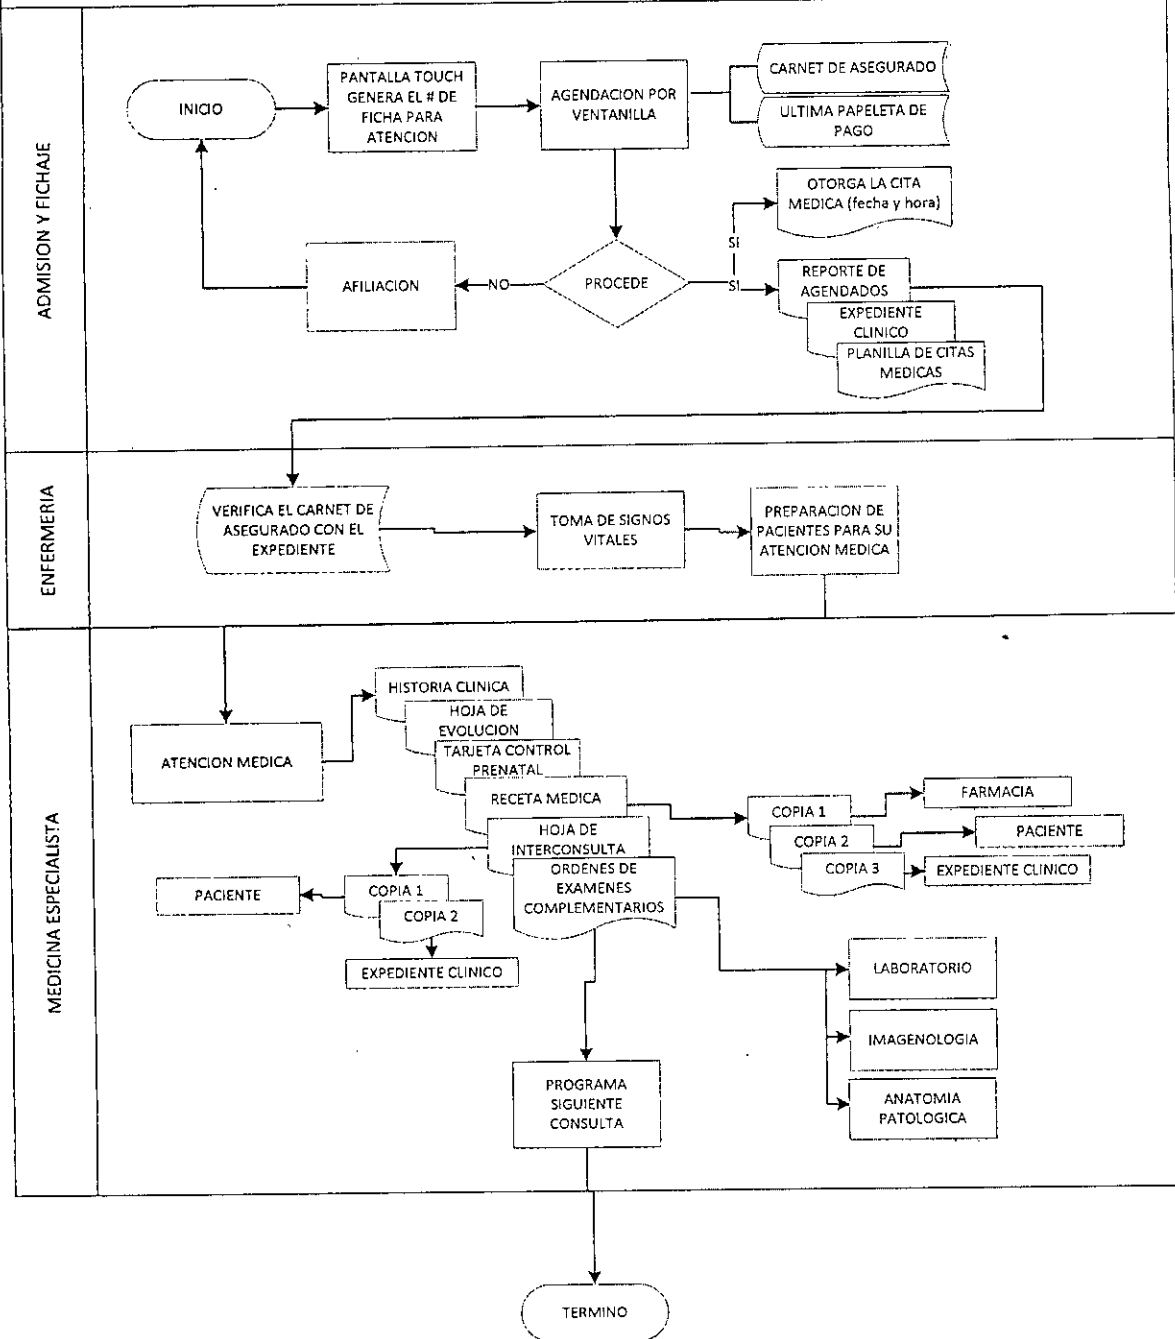 ADMISION Y FICHAJE
INICIO
PANTALLA TOUCH
GENERA EL # DE
FICHA PARA
ATENCION
AGENDACION POR
VENTANILLA
CARNET DE ASEGURADO
ULTIMA PAPELETA DE
PAGO
OTORGA LA CITA
MEDICA (fecha y hora)
SI
AFILIACION
NO
PROCEDE
SI
REPORTE DE
AGENDADOS
EXPEDIENTE
CLINICO
PLANILLA DE CITAS
MEDICAS
ENFERMERIA
VERIFICA EL CARNET DE
ASEGURADO CON EL
EXPEDIENTE
TOMA DE SIGNOS
VITALES
PREPARACION DE
PACIENTES PARA SU
ATENCION MEDICA
MEDICINA ESPECIALISTA
ATENCION MEDICA
HISTORIA CLINICA
HOJA DE
EVOLUCION
TARJETA CONTROL
PRENATAL
RECETA MEDICA
HOJA DE
INTERCONSULTA
ORDENES DE
EXAMENES
COMPLEMENTARIOS
COPIA 1
COPIA 2
COPIA 3
FARMACIA
PACIENTE
EXPEDIENTE CLINICO
PACIENTE
COPIA 1
COPIA 2
EXPEDIENTE CLINICO
LABORATORIO
IMAGENOLOGIA
ANATOMIA
PATOLOGICA
PROGRAMA
SIGUIENTE
CONSULTA
TERMINO